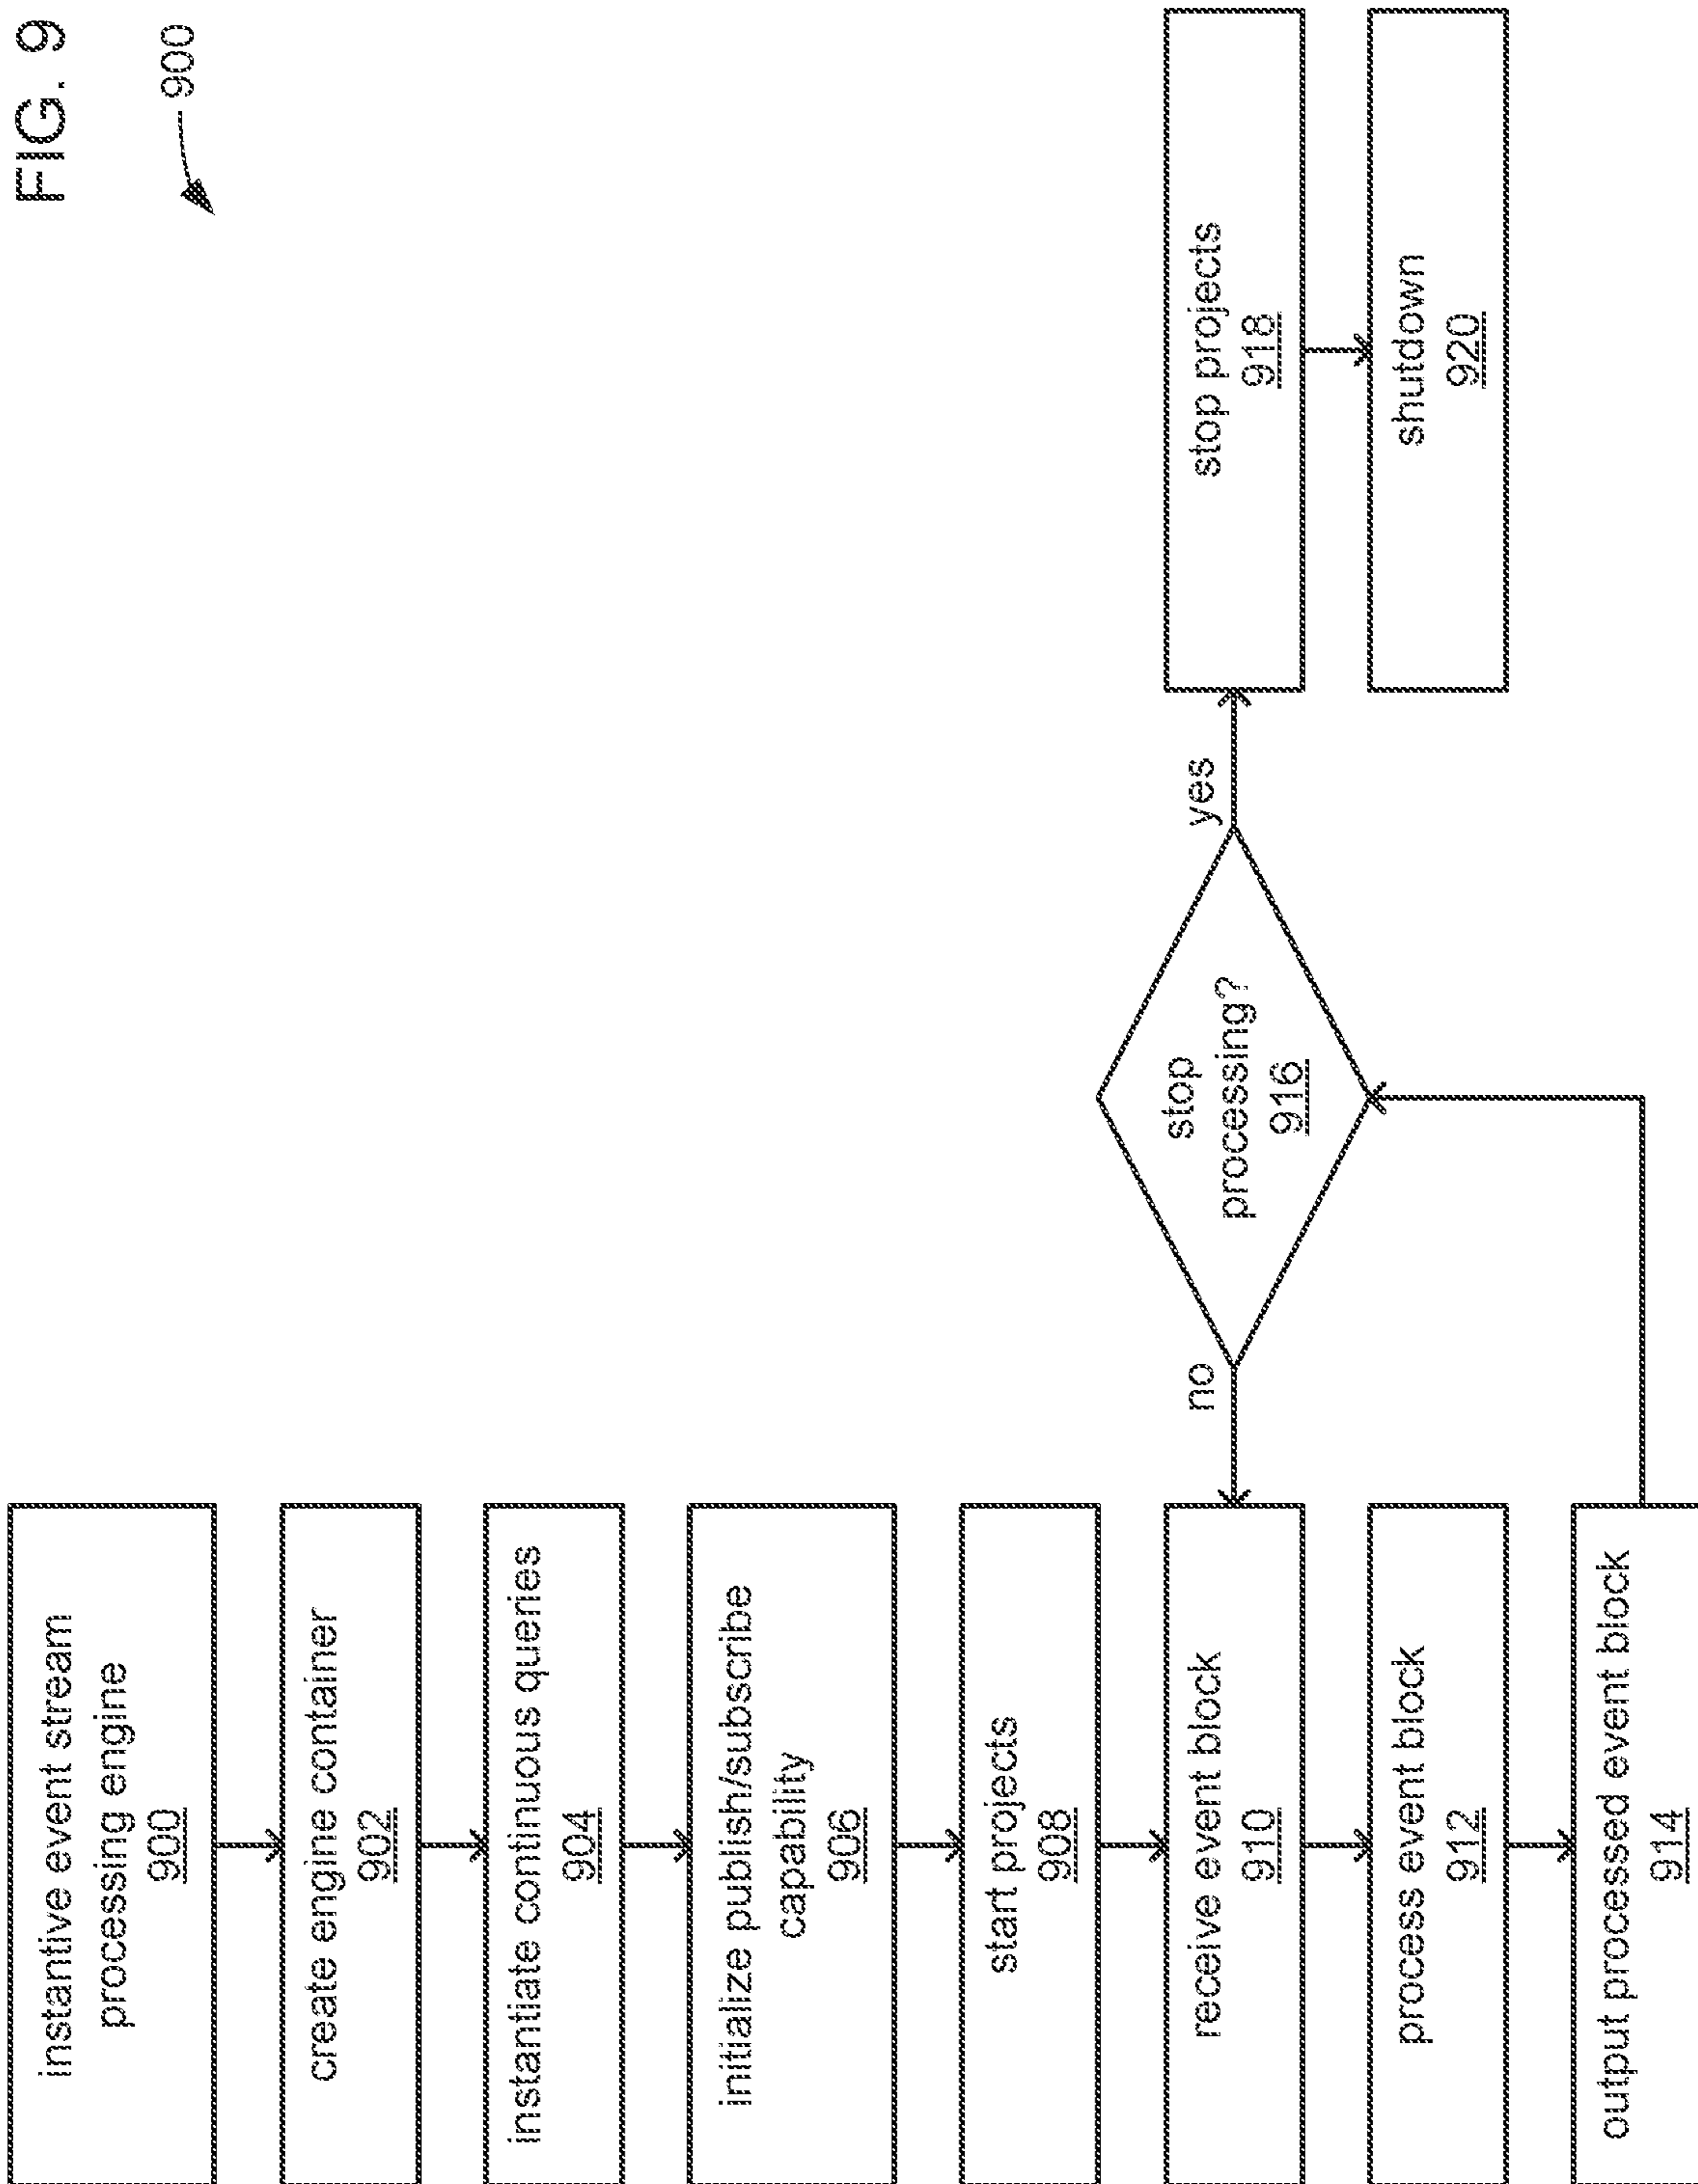 FIG. 9
900
instantive event stream
processing engine
900
create engine container
902
instantiate continuous queries
904
initialize publish/subscribe
capability
906
start projects
908
receive event block
910
process event block
912
output processed event block
914
no
stop
processing?
916
yes
stop projects
918
shutdown
920